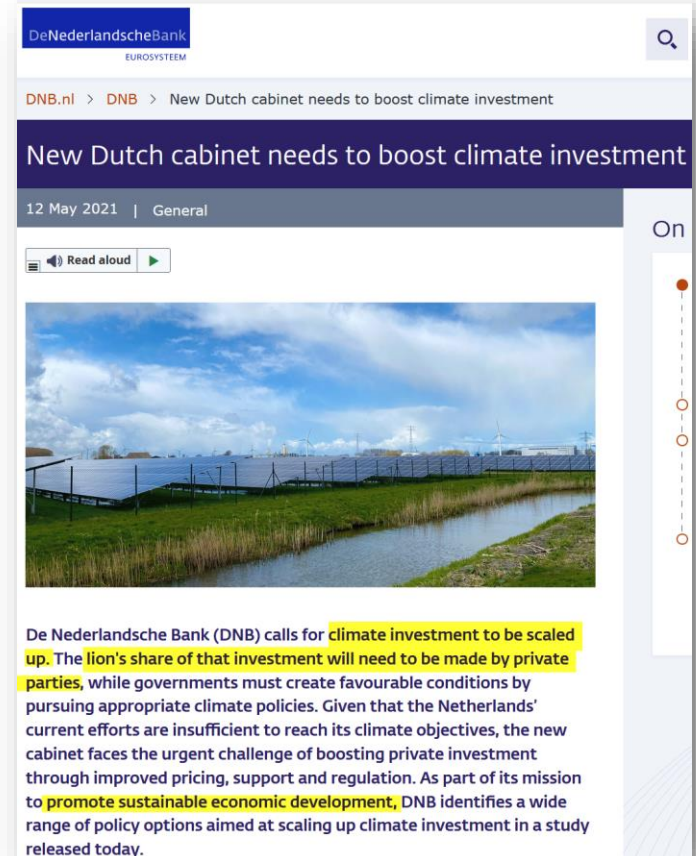 DeNederlandscheBank
EUROSYSTEEM
DNB.nl > DNB > New Dutch cabinet needs to boost climate investment
New Dutch cabinet needs to boost climate investment
12 May 2021 | General
On
Read aloud
De Nederlandsche Bank (DNB) calls for climate investment to be scaled
up. The lion's share of that investment will need to be made by private
parties, while governments must create favourable conditions by
pursuing appropriate climate policies. Given that the Netherlands'
current efforts are insufficient to reach its climate objectives, the new
cabinet faces the urgent challenge of boosting private investment
through improved pricing, support and regulation. As part of its mission
to promote sustainable economic development, DNB identifies a wide
range of policy options aimed at scaling up climate investment in a study
released today.